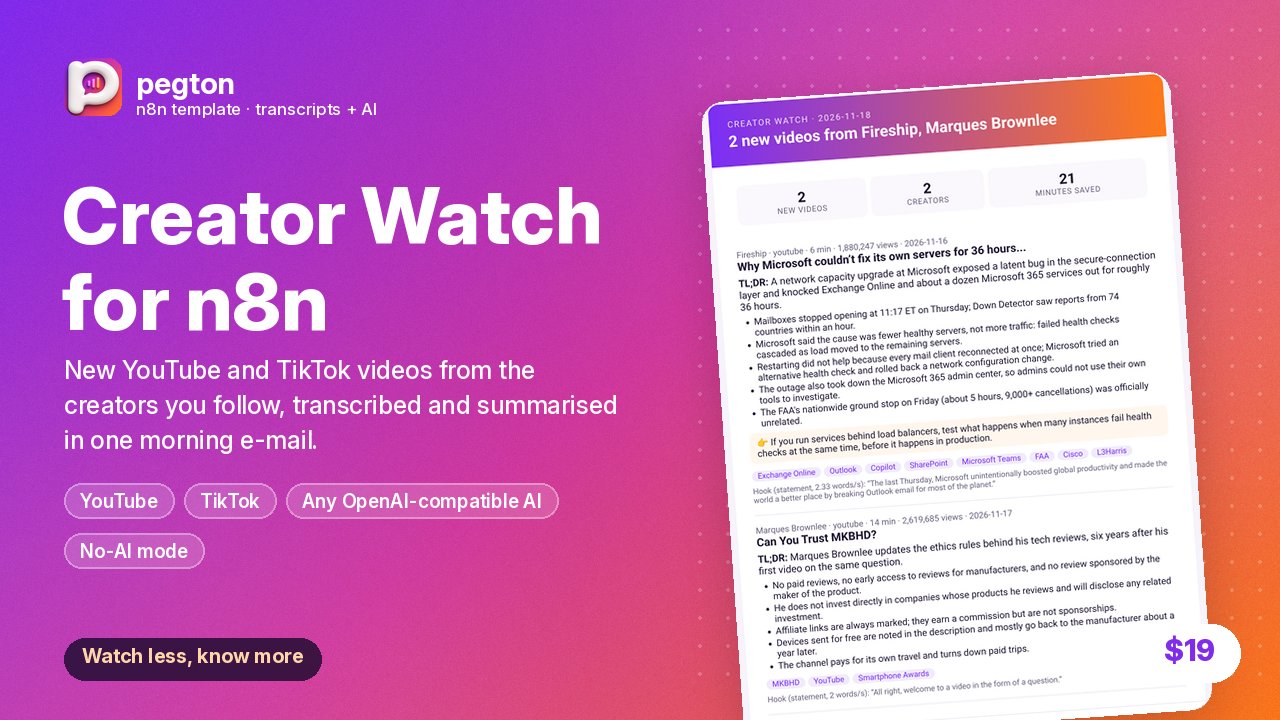 pegton
n8n template · transcripts + AI
Creator Watch
for n8n
New YouTube and TikTok videos from the
creators you follow, transcribed and summarised
in one morning e-mail.
YouTube
TikTok
Any OpenAI-compatible AI
No-AI mode
Watch less, know more
CREATOR WATCH · 2026-11-18
2 new videos from Fireship, Marques Brownlee
2
NEW VIDEOS
2
CREATORS
21
MINUTES SAVED
Fireship · youtube · 6 min · 1,880,247 views · 2026-11-16
Why Microsoft couldn't fix its own servers for 36 hours...
TL;DR: A network capacity upgrade at Microsoft exposed a latent bug in the secure-connection
layer and knocked Exchange Online and about a dozen Microsoft 365 services out for roughly
36 hours.
• Mailboxes stopped opening at 11:17 ET on Thursday; Down Detector saw reports from 74
countries within an hour.
• Microsoft said the cause was fewer healthy servers, not more traffic: failed health checks
cascaded as load moved to the remaining servers.
• Restarting did not help because every mail client reconnected at once; Microsoft tried an
alternative health check and rolled back a network configuration change.
• The outage also took down the Microsoft 365 admin center, so admins could not use their own
tools to investigate.
• The FAA's nationwide ground stop on Friday (about 5 hours, 9,000+ cancellations) was officially
unrelated.
👉 If you run services behind load balancers, test what happens when many instances fail health
checks at the same time, before it happens in production.
Exchange Online
Outlook
Copilot
SharePoint
Microsoft Teams
FAA
Cisco
L3Harris
Hook (statement, 2.33 words/s): "The last Thursday, Microsoft unintentionally boosted global productivity and made the
world a better place by breaking Outlook email for most of the planet."
Marques Brownlee · youtube · 14 min · 2,619,685 views · 2026-11-17
Can You Trust MKBHD?
TL;DR: Marques Brownlee updates the ethics rules behind his tech reviews, six years after his
first video on the same question.
• No paid reviews, no early access to reviews for manufacturers, and no review sponsored by the
maker of the product.
• He does not invest directly in companies whose products he reviews and will disclose any related
investment.
• Affiliate links are always marked; they earn a commission but are not sponsorships.
• Devices sent for free are noted in the description and mostly go back to the manufacturer about a
year later.
• The channel pays for its own travel and turns down paid trips.
MKBHD
YouTube
Smartphone Awards
Hook (statement, 2 words/s): "All right, welcome to a video in the form of a question."
$19